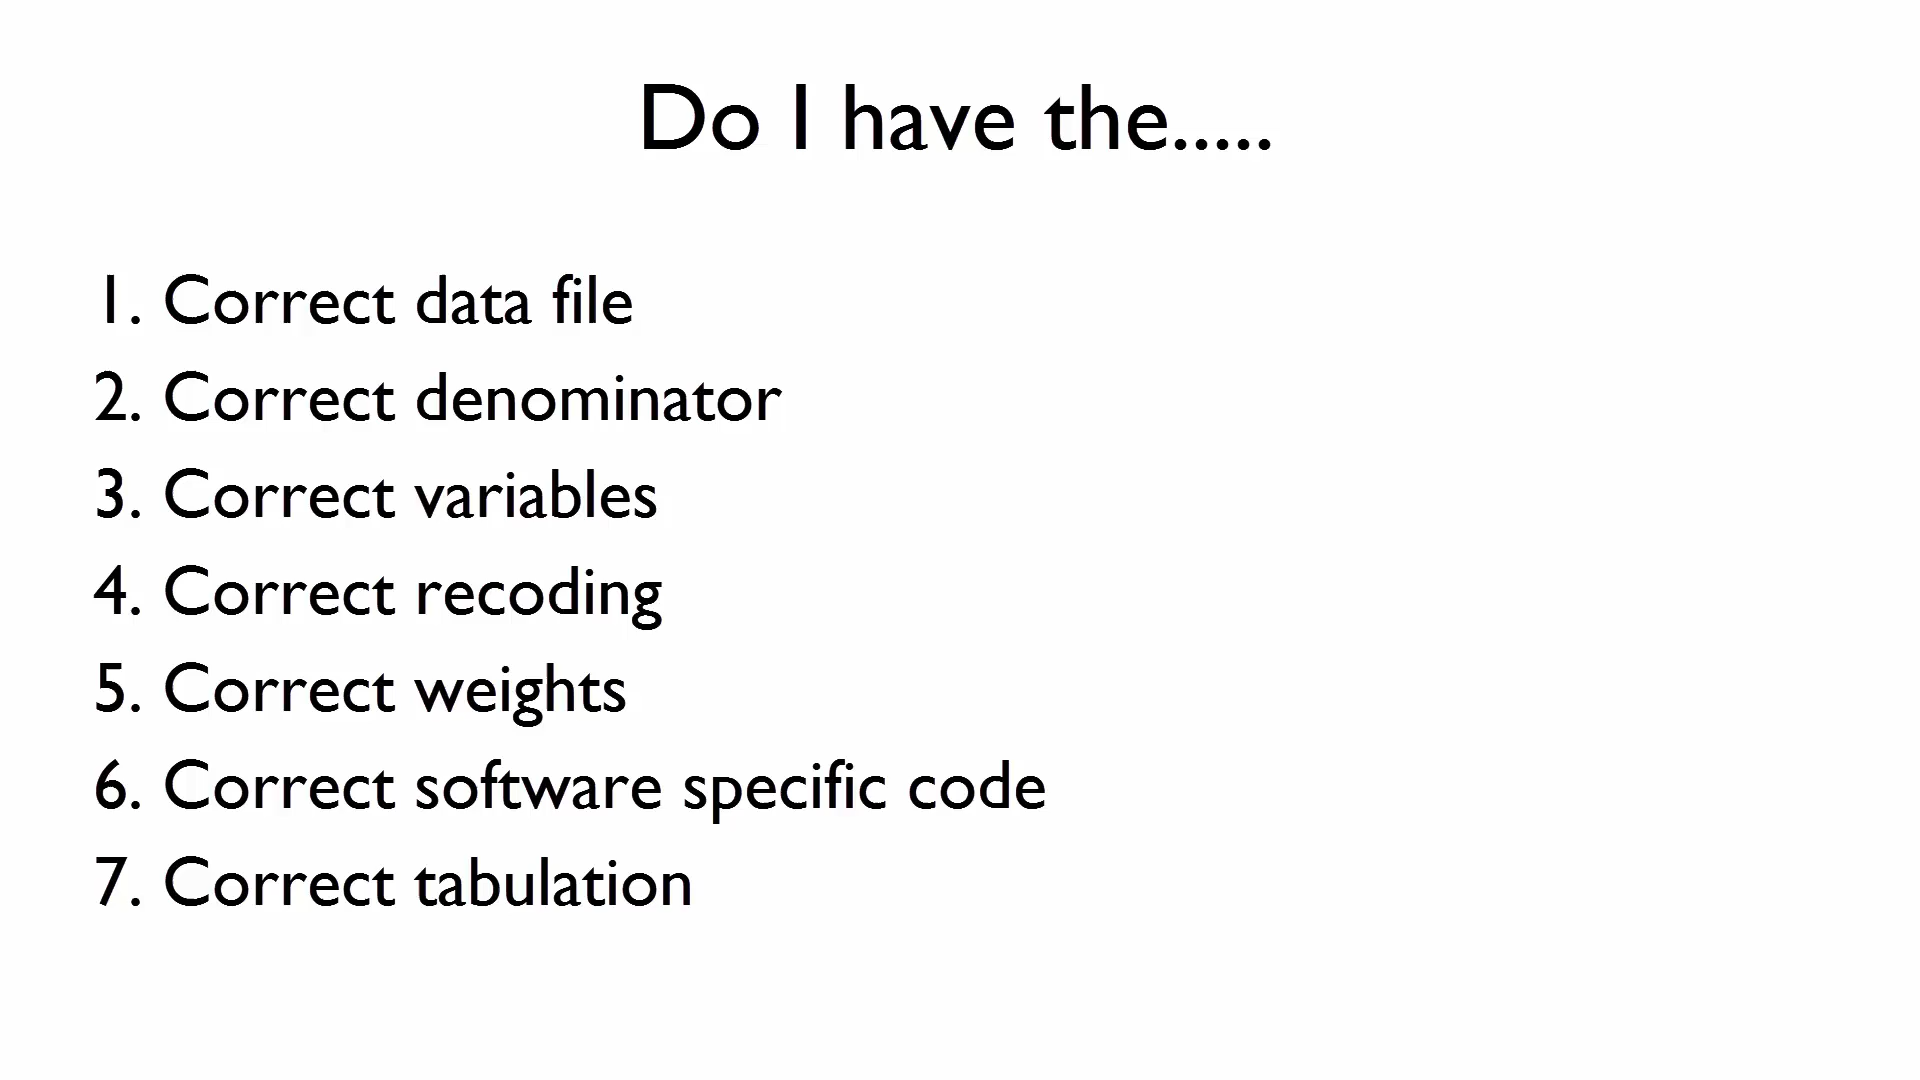 Do I have the.....
1. Correct data file
2. Correct denominator
3. Correct variables
4. Correct recoding
5. Correct weights
6. Correct software specific code
7. Correct tabulation